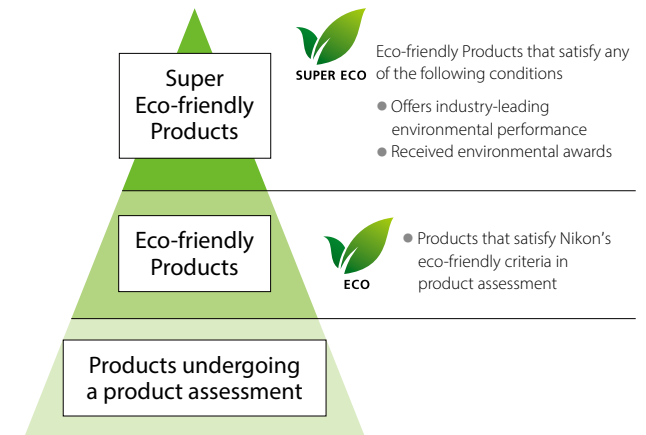 Super
Eco-friendly
Products
SUPER ECO
Eco-friendly Products that satisfy any
of the following conditions
● Offers industry-leading
environmental performance
● Received environmental awards
Eco-friendly
Products
ECO
● Products that satisfy Nikon's
eco-friendly criteria in
product assessment
Products undergoing
a product assessment